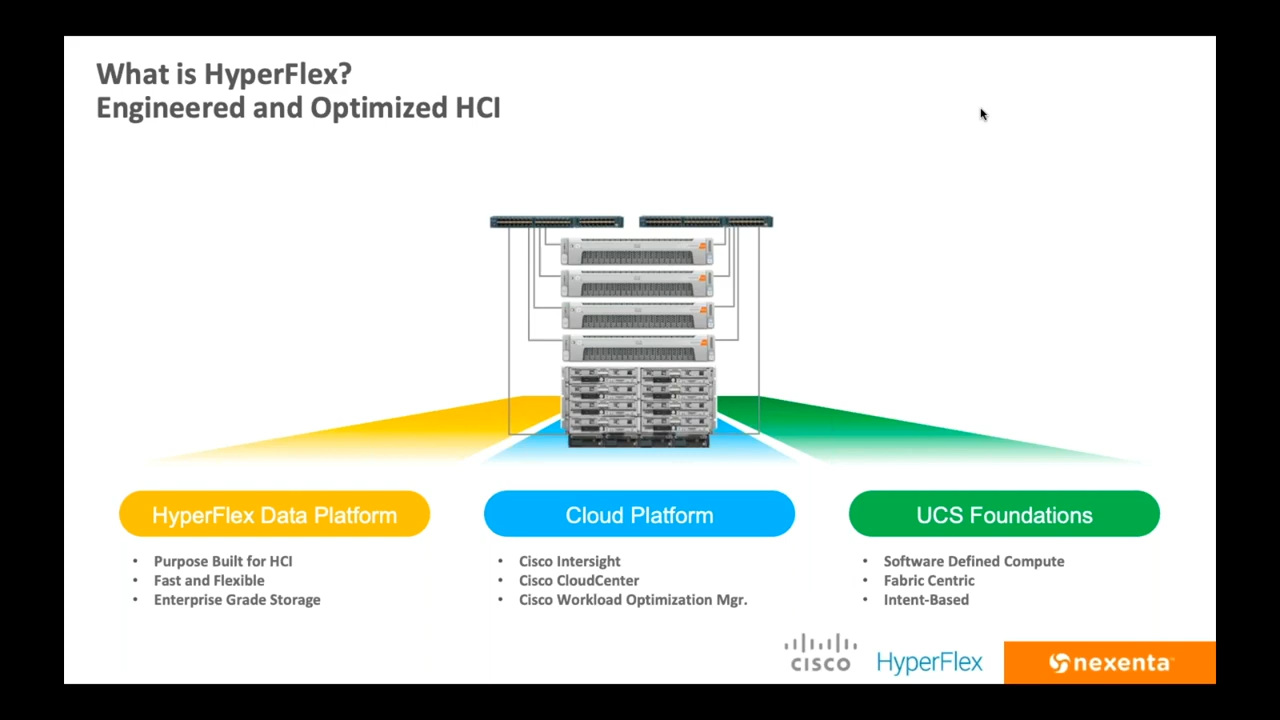 What is HyperFlex?
Engineered and Optimized HCI
HyperFlex Data Platform
• Purpose Built for HCI
• Fast and Flexible
• Enterprise Grade Storage
Cloud Platform
• Cisco Intersight
• Cisco CloudCenter
• Cisco Workload Optimization Mgr.
UCS Foundations
• Software Defined Compute
• Fabric Centric
• Intent-Based
CISCO
HyperFlex
nexenta